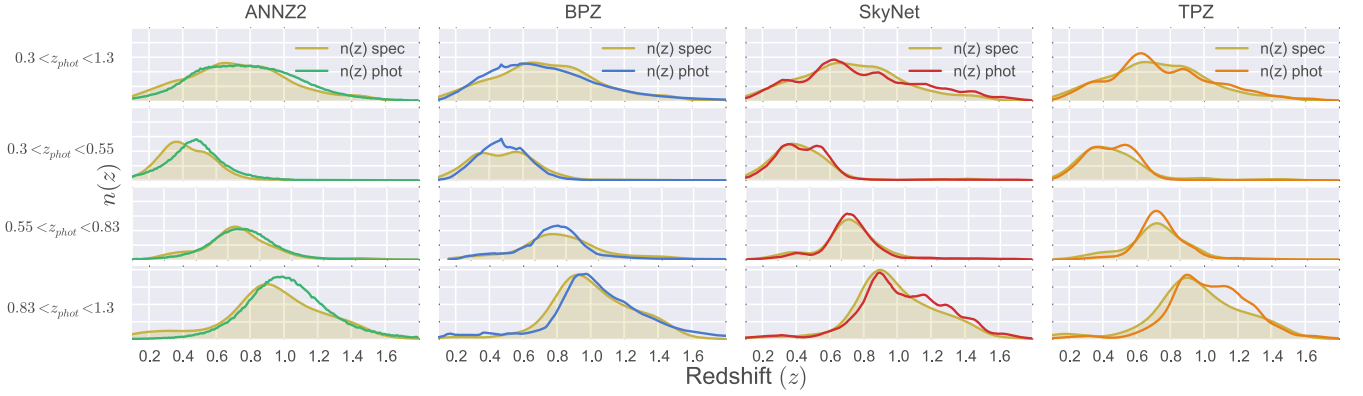 ANNZ2 BPZ SkyNet TPZ
0.3 <z_phot <1.3
n(z) spec n(z) spec n(z) spec n(z) spec
n(z) phot n(z) phot n(z) phot n(z) phot
0.3 <z_phot <0.55
n(z)
0.55 <z_phot <0.83
0.83 <z_phot <1.3
0.2 0.4 0.6 0.8 1.0 1.2 1.4 1.6 0.2 0.4 0.6 0.8 1.0 1.2 1.4 1.6 0.2 0.4 0.6 0.8 1.0 1.2 1.4 1.6 0.2 0.4 0.6 0.8 1.0 1.2 1.4 1.6
Redshift (z)